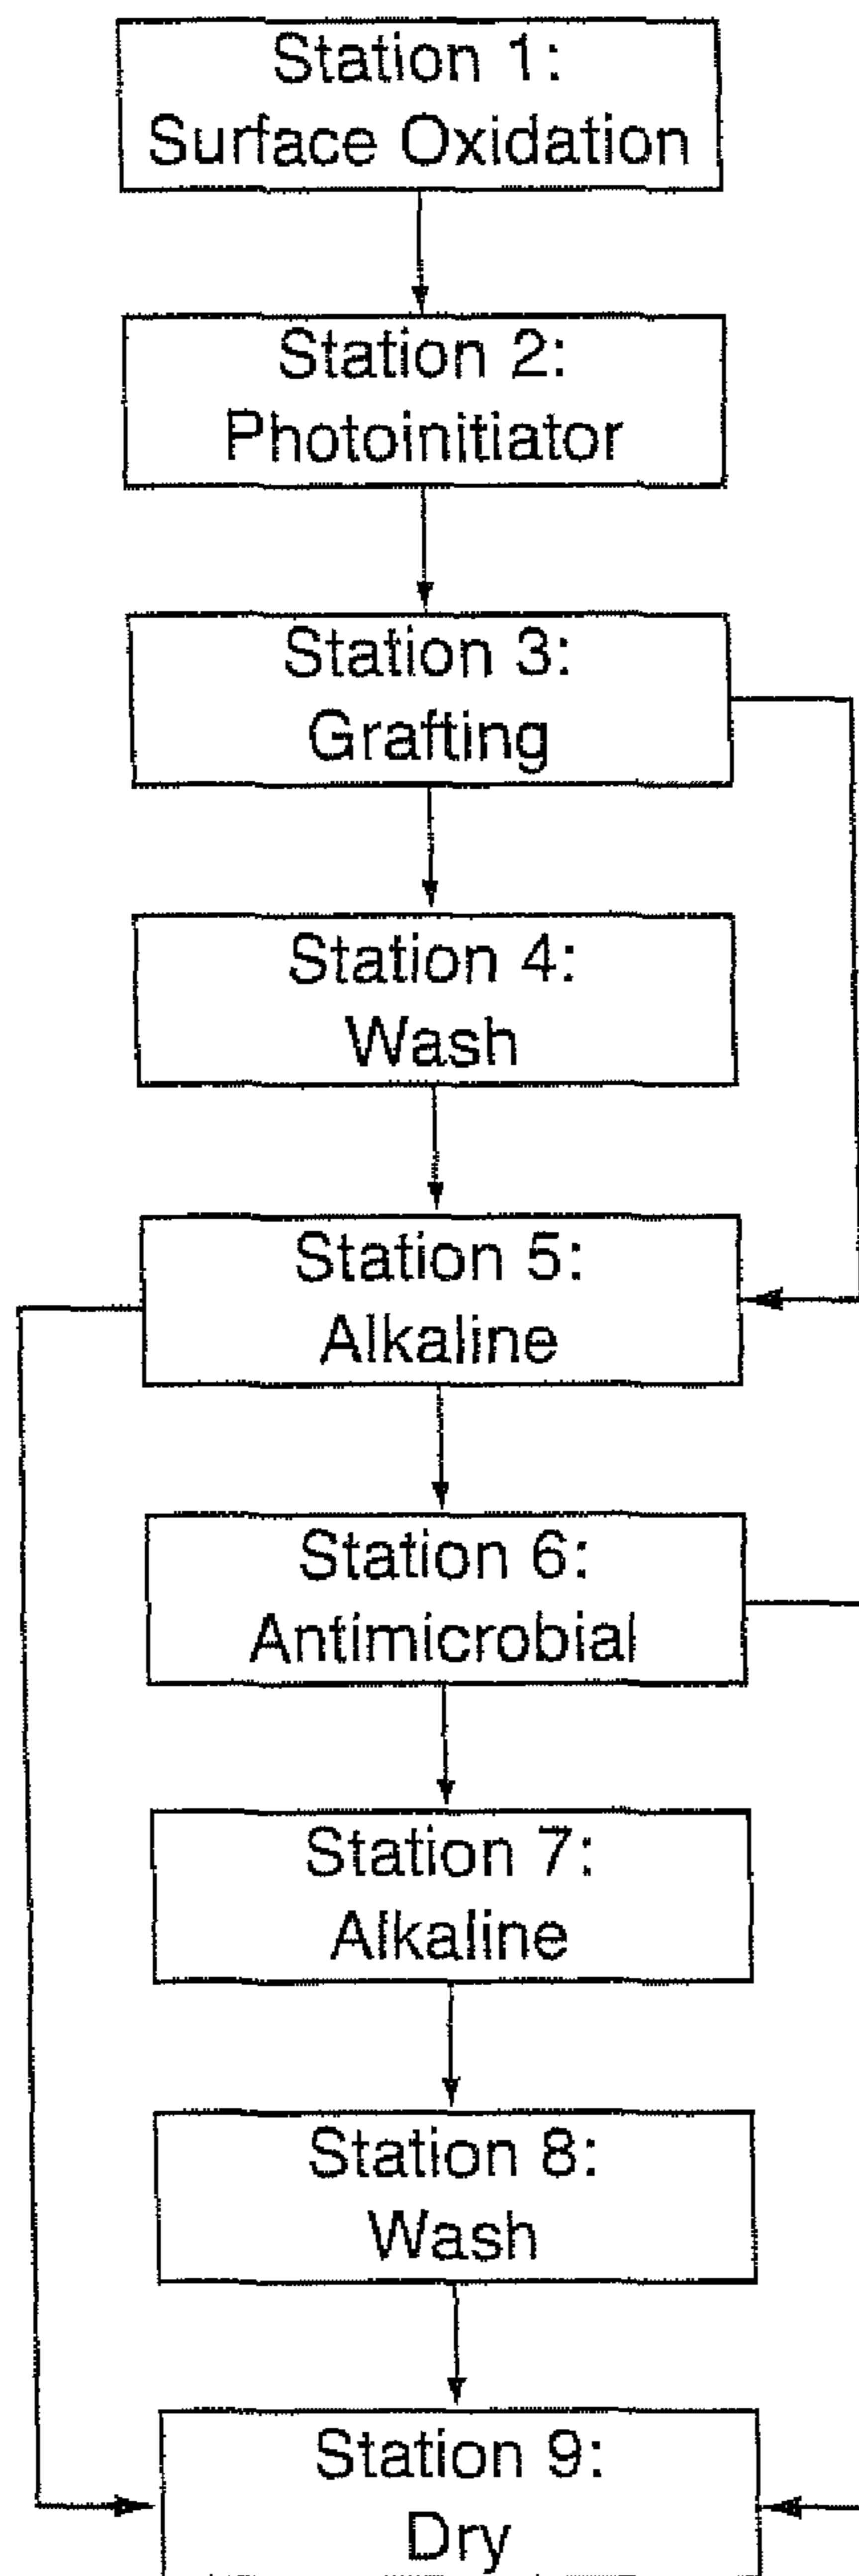 Station 1:
Surface Oxidation
Station 2:
Photoinitiator
Station 3:
Grafting
Station 4:
Wash
Station 5:
Alkaline
Station 6:
Antimicrobial
Station 7:
Alkaline
Station 8:
Wash
Station 9:
Dry